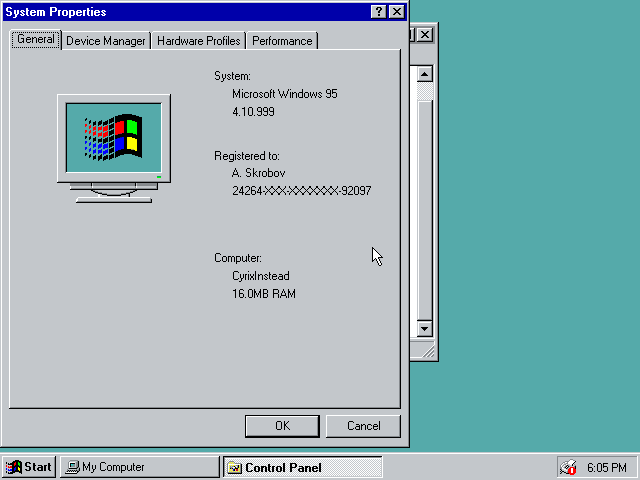 System Properties
General
Device Manager
Hardware Profiles
Performance
System:
Microsoft Windows 95
4.10.999
Registered to:
A. Skrobov
24264-XXX-XXXXXXX-92097
Computer:
CyrixInstead
16.0MB RAM
OK
Cancel
Start
My Computer
Control Panel
6:05 PM